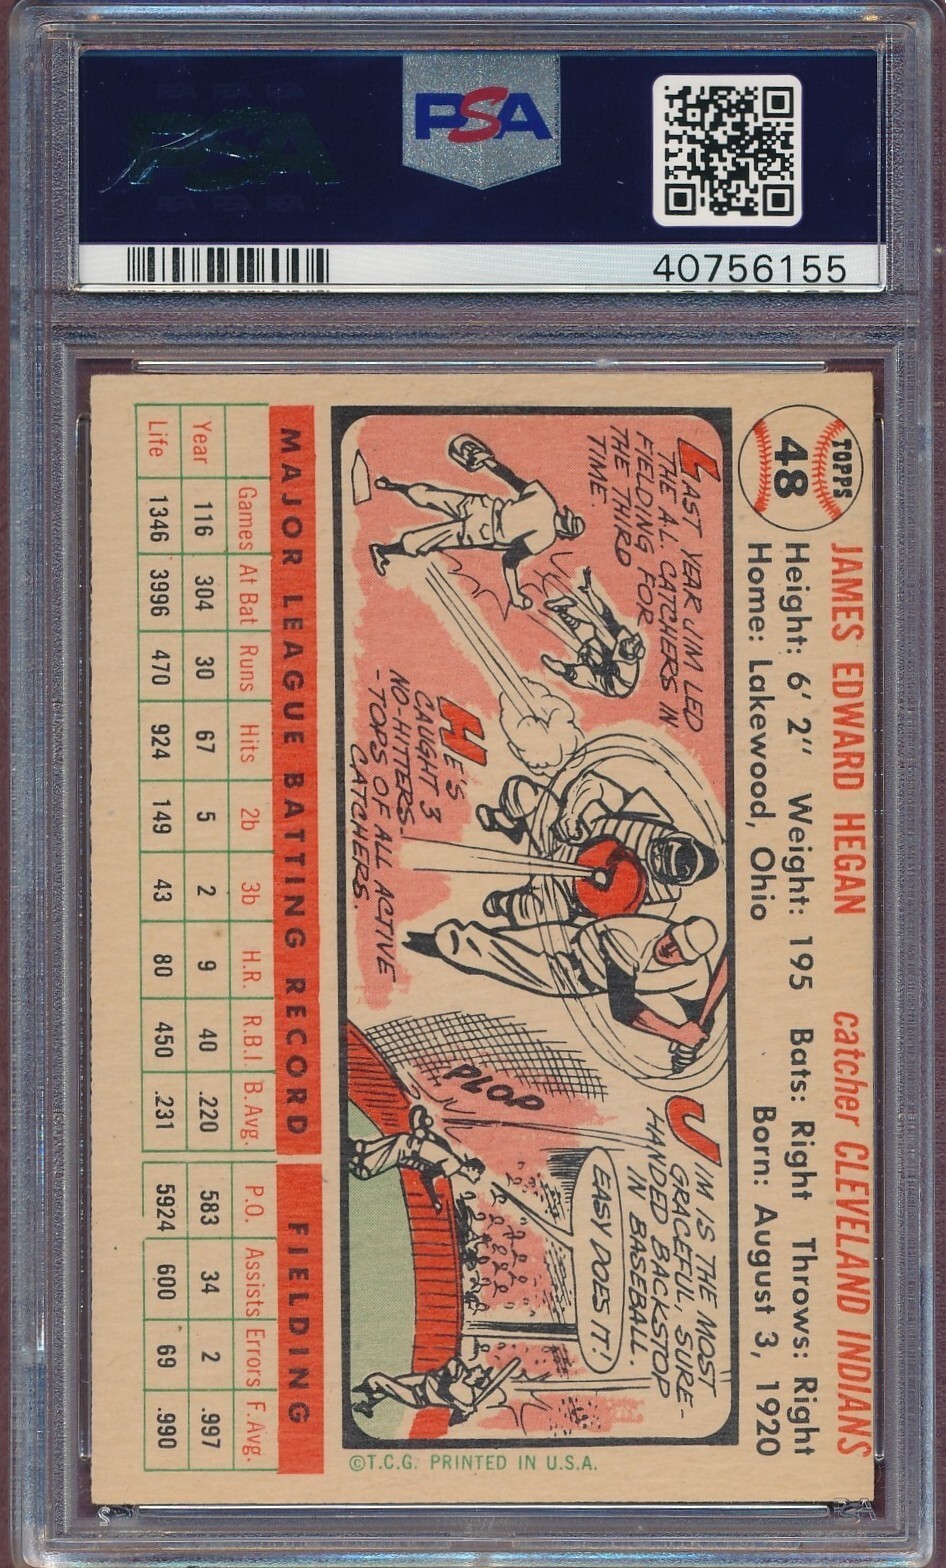 PSA
40756155
TOPPS
48
JAMES EDWARD HEGAN catcher CLEVELAND INDIANS
Height: 6' 2" Weight: 195 Bats: Right Throws: Right
Home: Lakewood, Ohio Born: August 3, 1920
LAST YEAR JIM LED
THE A.L. CATCHERS IN
FIELDING FOR
THE THIRD
TINE.
HE'S
CAUGHT 3
NO-HITTERS-
-TOPS OF ALL ACTIVE
CATCHERS.
PLOP
JIM IS THE MOST
GRACEFUL, SURE-
HANDED BACKSTOP
IN BASEBALL.
EASY DOES IT!
MAJOR LEAGUE BATTING RECORD FIELDING
Games At Bat Runs Hits 2b 3b H.R. R.B.I. B. Avg. P.O. Assists Errors F. Avg.
Year 116 304 30 67 5 2 9 40 .220 583 34 2 .997
Life 1346 3996 470 924 149 43 80 450 .231 5924 600 69 .990
©T.C.G. PRINTED IN U.S.A.